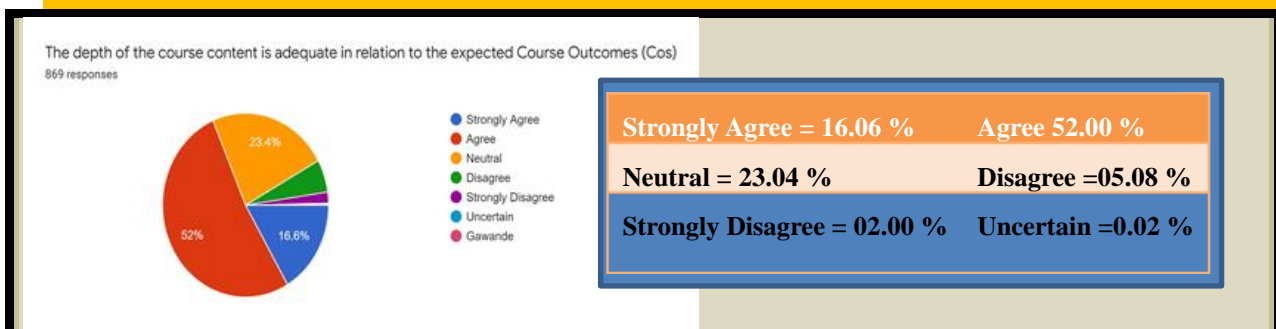 The depth of the course content is adequate in relation to the expected Course Outcomes (Cos)
869 responses
23.4%
52%
16.6%
Strongly Agree
Agree
Neutral
Disagree
Strongly Disagree
Uncertain
Gawande
Strongly Agree = 16.06 % Agree 52.00 %
Neutral = 23.04 % Disagree =05.08 %
Strongly Disagree = 02.00 % Uncertain =0.02 %